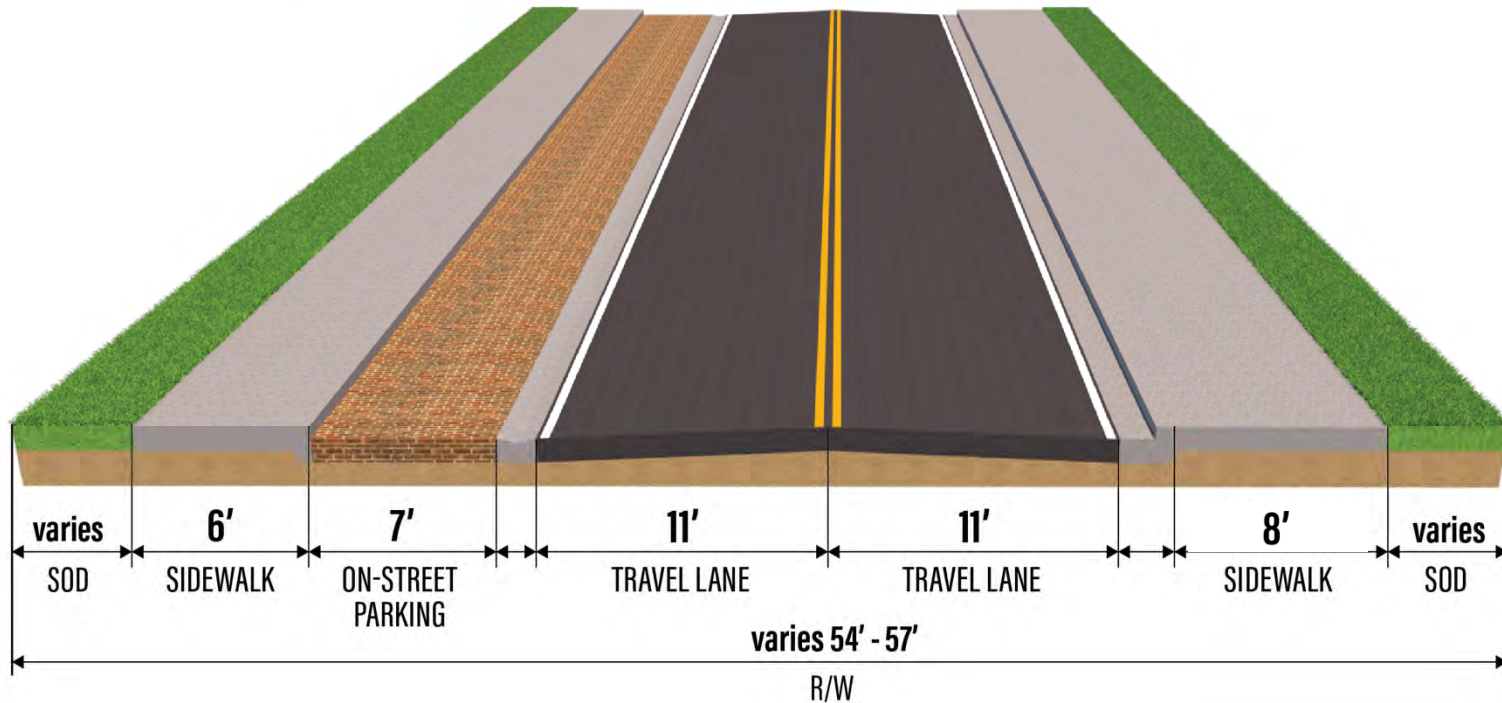 varies
6′
7′
11′
11′
8′
varies
SOD
SIDEWALK
ON-STREET
PARKING
TRAVEL LANE
TRAVEL LANE
SIDEWALK
SOD
varies 54′ - 57′
R/W